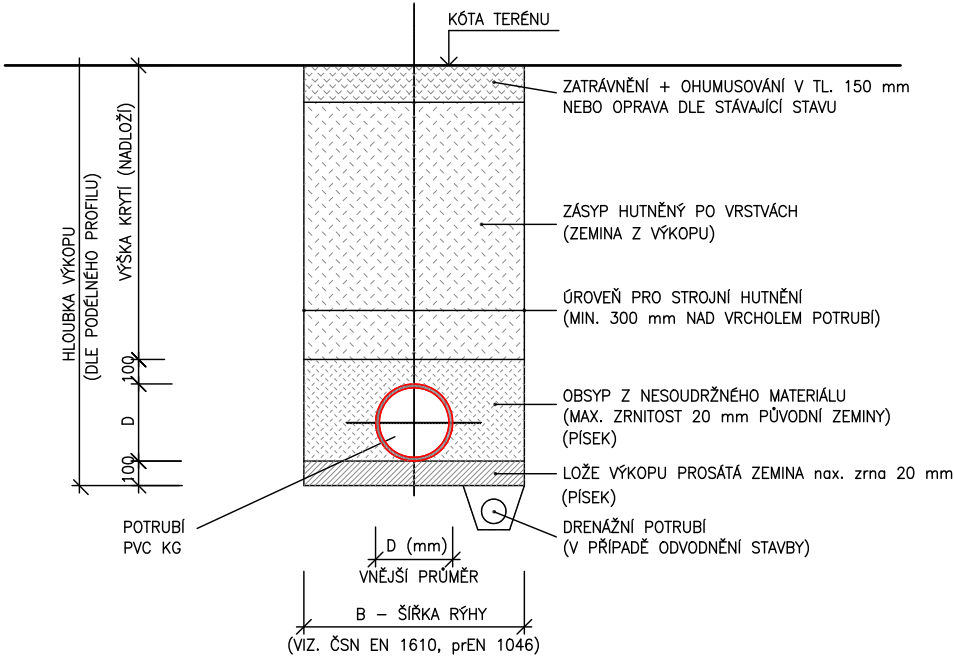 KÓTA TERÉNU
ZATRÁVNĚNÍ + OHUMUSOVÁNÍ V TL. 150 mm
NEBO OPRAVA DLE STÁVAJÍCÍ STAVU
ZÁSYP HUTNĚNÝ PO VRSTVÁCH
(ZEMINA Z VÝKOPU)
ÚROVEŇ PRO STROJNÍ HUTNĚNÍ
(MIN. 300 mm NAD VRCHOLEM POTRUBÍ)
OBSYP Z NESOUDRŽNÉHO MATERIÁLU
(MAX. ZRNITOST 20 mm PŮVODNÍ ZEMINY)
(PÍSEK)
LOŽE VÝKOPU PROSÁTÁ ZEMINA nax. zrna 20 mm
(PÍSEK)
DRENÁŽNÍ POTRUBÍ
(V PŘÍPADĚ ODVODNĚNÍ STAVBY)
HLOUBKA VÝKOPU
(DLE PODÉLNÉHO PROFILU)
VÝŠKA KRYTÍ (NADLOŽÍ)
100
D
100
POTRUBÍ
PVC KG
D (mm)
VNĚJŠÍ PRŮMĚR
B – ŠÍŘKA RÝHY
(VIZ. ČSN EN 1610, prEN 1046)